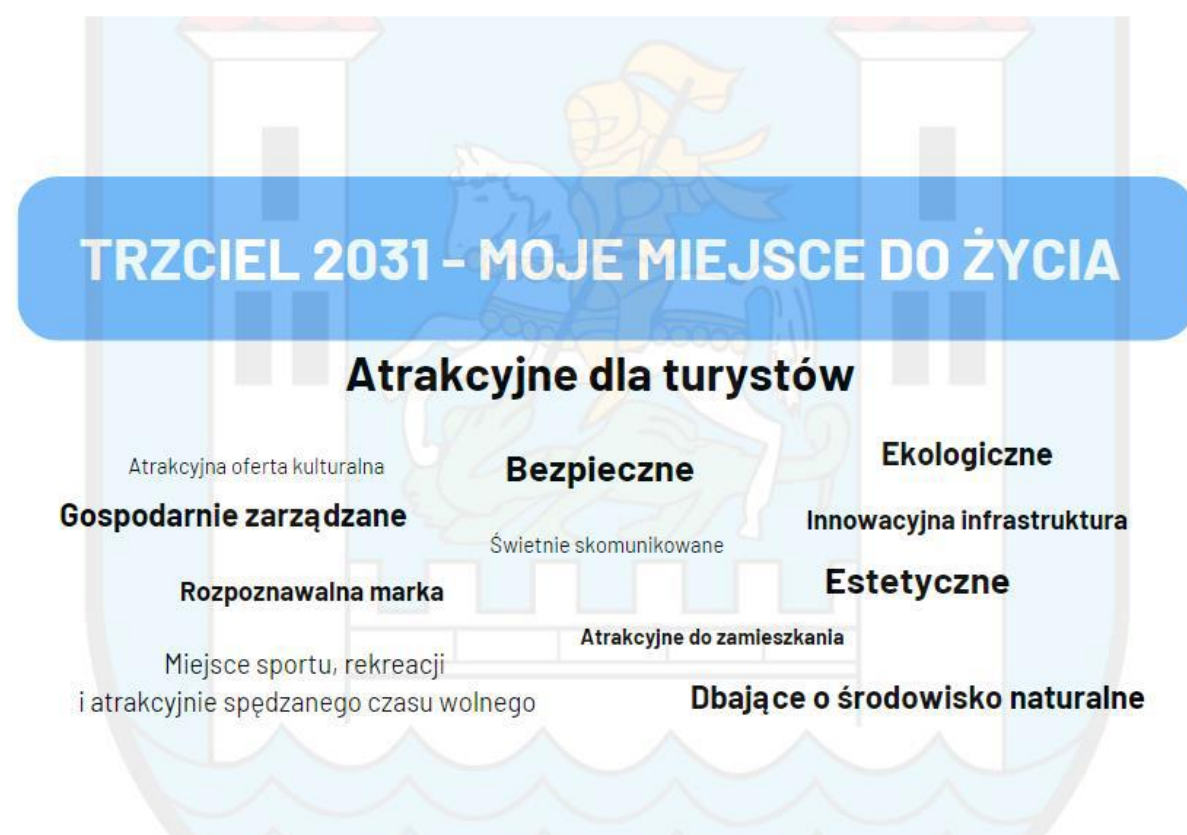 TRZCIEL 2031 - MOJE MIEJSCE DO ŻYCIA
Atrakcyjne dla turystów
Atrakcyjna oferta kulturalna
Bezpieczne
Ekologiczne
Gospodarnie zarządzane
Świetnie skomunikowane
Innowacyjna infrastruktura
Rozpoznawalna marka
Estetyczne
Atrakcyjne do zamieszkania
Miejsce sportu, rekreacji
i atrakcyjnie spędzanego czasu wolnego
Dbające o środowisko naturalne